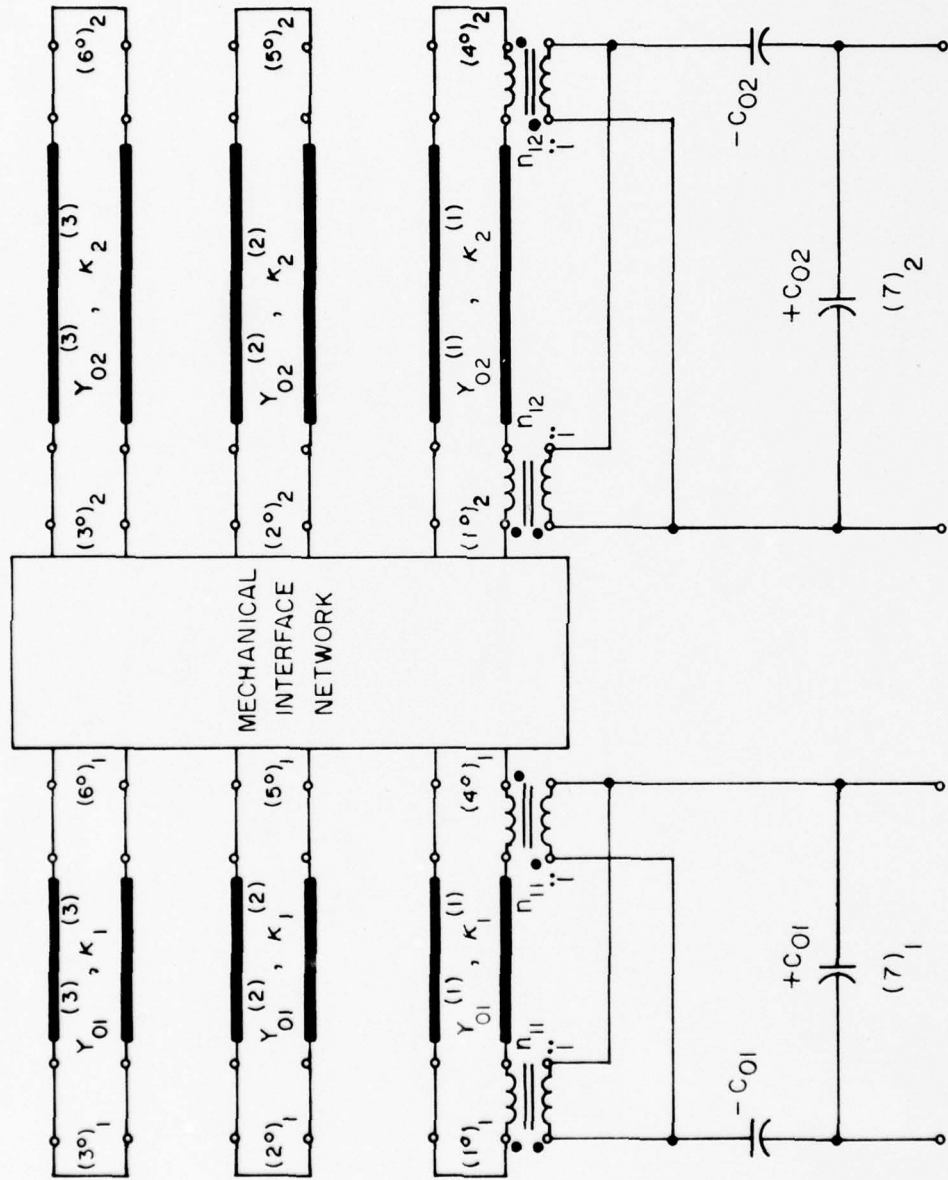 (6°)₂
(3°)₂
(6°)₁
(3°)₁
Y₀₂⁽³⁾, κ₂⁽³⁾
Y₀₁⁽³⁾, κ₁⁽³⁾
(5°)₂
(2°)₂
(5°)₁
(2°)₁
Y₀₂⁽²⁾, κ₂⁽²⁾
Y₀₁⁽²⁾, κ₁⁽²⁾
MECHANICAL
INTERFACE
NETWORK
(4°)₂
(1°)₂
(4°)₁
(1°)₁
Y₀₂⁽¹⁾, κ₂⁽¹⁾
Y₀₁⁽¹⁾, κ₁⁽¹⁾
n₁₂ : 1
n₁₂ : 1
n₁₁ : 1
n₁₁ : 1
-C₀₂
+C₀₂
(7)₂
-C₀₁
+C₀₁
(7)₁